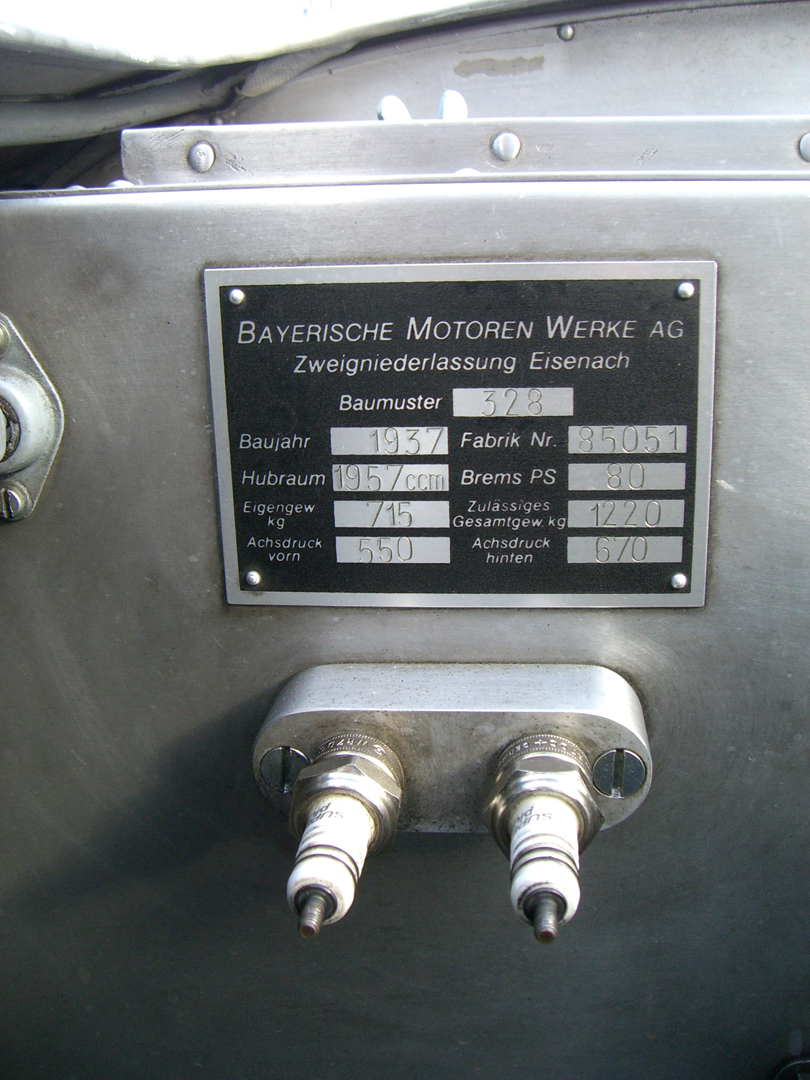 BAYERISCHE MOTOREN WERKE AG
Zweigniederlassung Eisenach
Baumuster 328
Baujahr 1937 Fabrik Nr. 85051
Hubraum 1957ccm Brems PS 80
Eigengew. kg 715 Zulässiges Gesamtgew. kg 1220
Achsdruck vorn 550 Achsdruck hinten 670